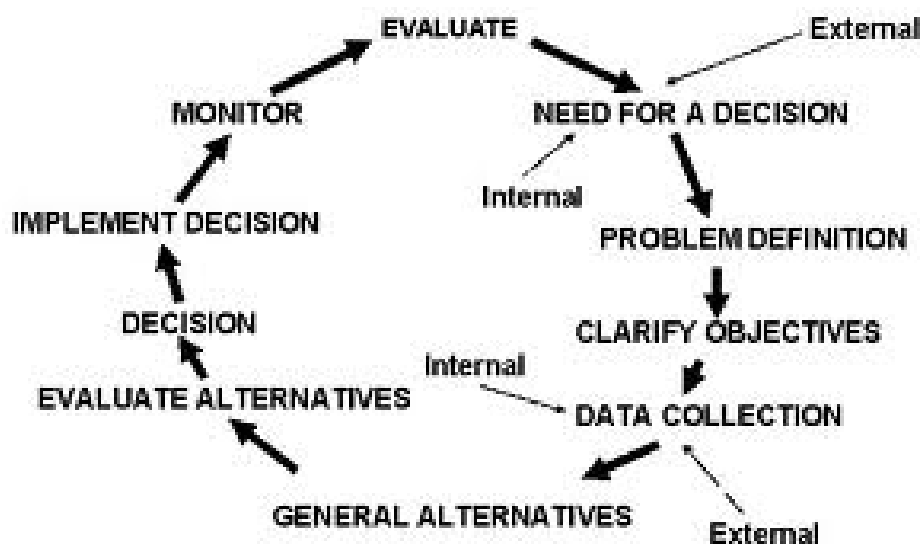 EVALUATE
External
MONITOR
NEED FOR A DECISION
Internal
IMPLEMENT DECISION
PROBLEM DEFINITION
DECISION
CLARIFY OBJECTIVES
Internal
EVALUATE ALTERNATIVES
DATA COLLECTION
GENERAL ALTERNATIVES
External